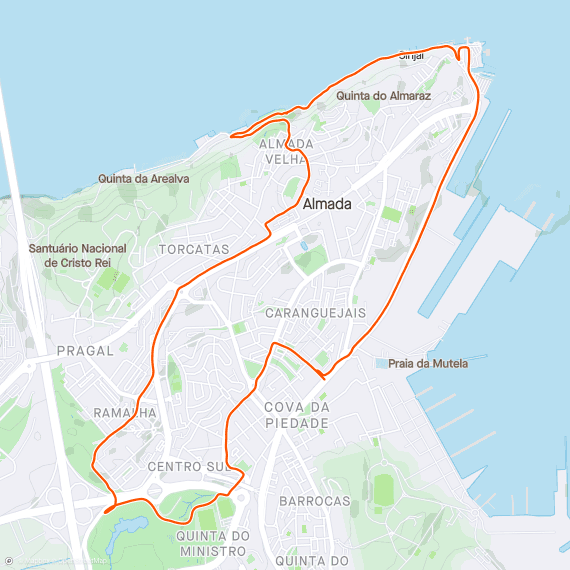 Ginjal
Quinta do Almaraz
ALMADA
VELHA
Quinta da Arealva
Almada
Santuário Nacional
de Cristo Rei
TORCATAS
CARANGUEJAIS
PRAGAL
Praia da Mutela
RAMALHA
COVA DA
PIEDADE
CENTRO SUL
BARROCAS
QUINTA DO
MINISTRO
QUINTA DO